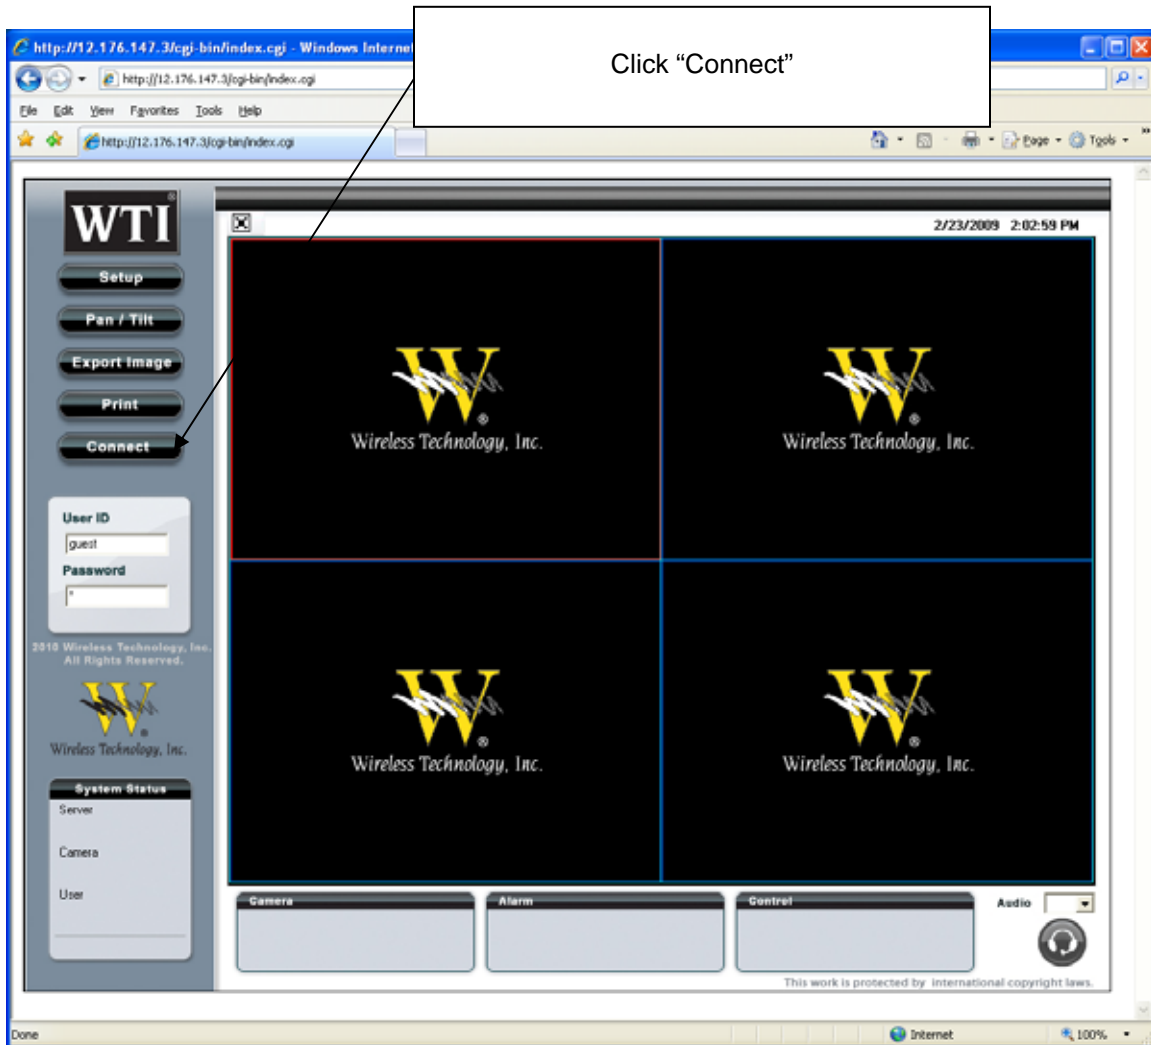 Click “Connect”
http://12.176.147.3/cgi-bin/index.cgi - Windows Interne
http://12.176.147.3/cgi-bin/index.cgi
File Edit View Favorites Tools Help
http://12.176.147.3/cgi-bin/index.cgi
Page Tools
WTI®
2/23/2009 2:02:59 PM
Setup
Pan / Tilt
Export Image
Print
Connect
User ID
guest
Password
*
2010 Wireless Technology, Inc.
All Rights Reserved.
W®
Wireless Technology, Inc.
System Status
Server
Camera
User
W®
Wireless Technology, Inc.
W®
Wireless Technology, Inc.
W®
Wireless Technology, Inc.
W®
Wireless Technology, Inc.
Camera
Alarm
Control
Audio
This work is protected by international copyright laws.
Done
Internet
100%